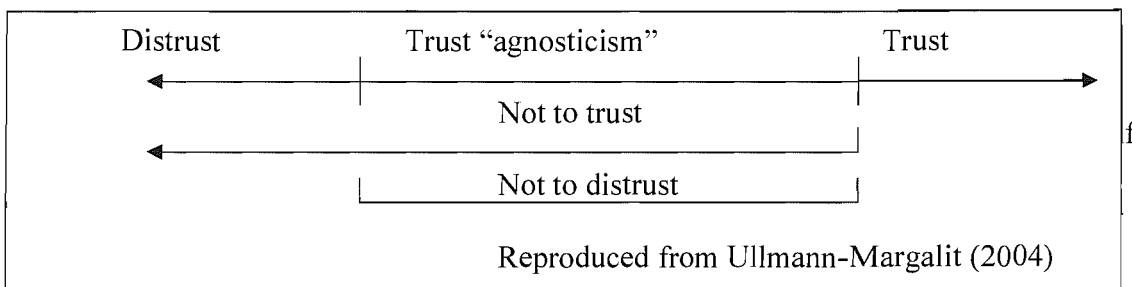 Distrust Trust “agnosticism” Trust
Not to trust
f
Not to distrust
Reproduced from Ullmann-Margalit (2004)